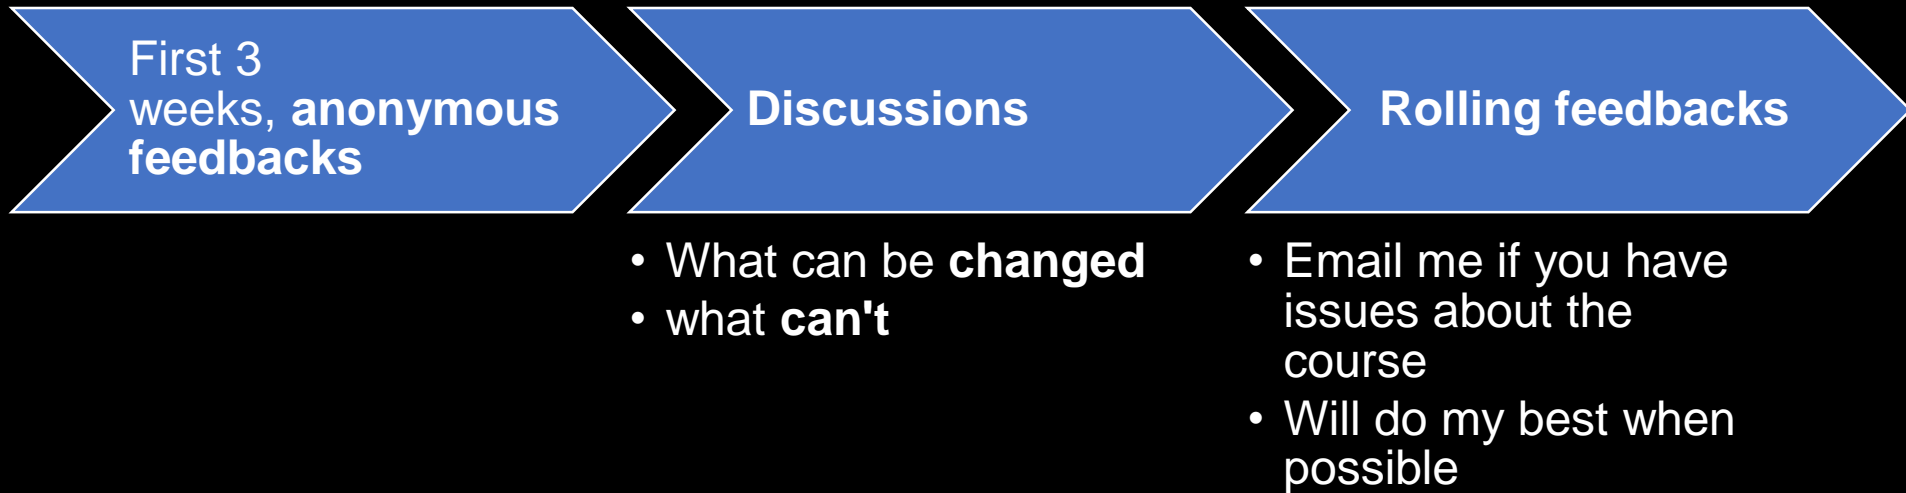 First 3
weeks, anonymous
feedbacks
Discussions
• What can be changed
• what can't
Rolling feedbacks
• Email me if you have
issues about the
course
• Will do my best when
possible